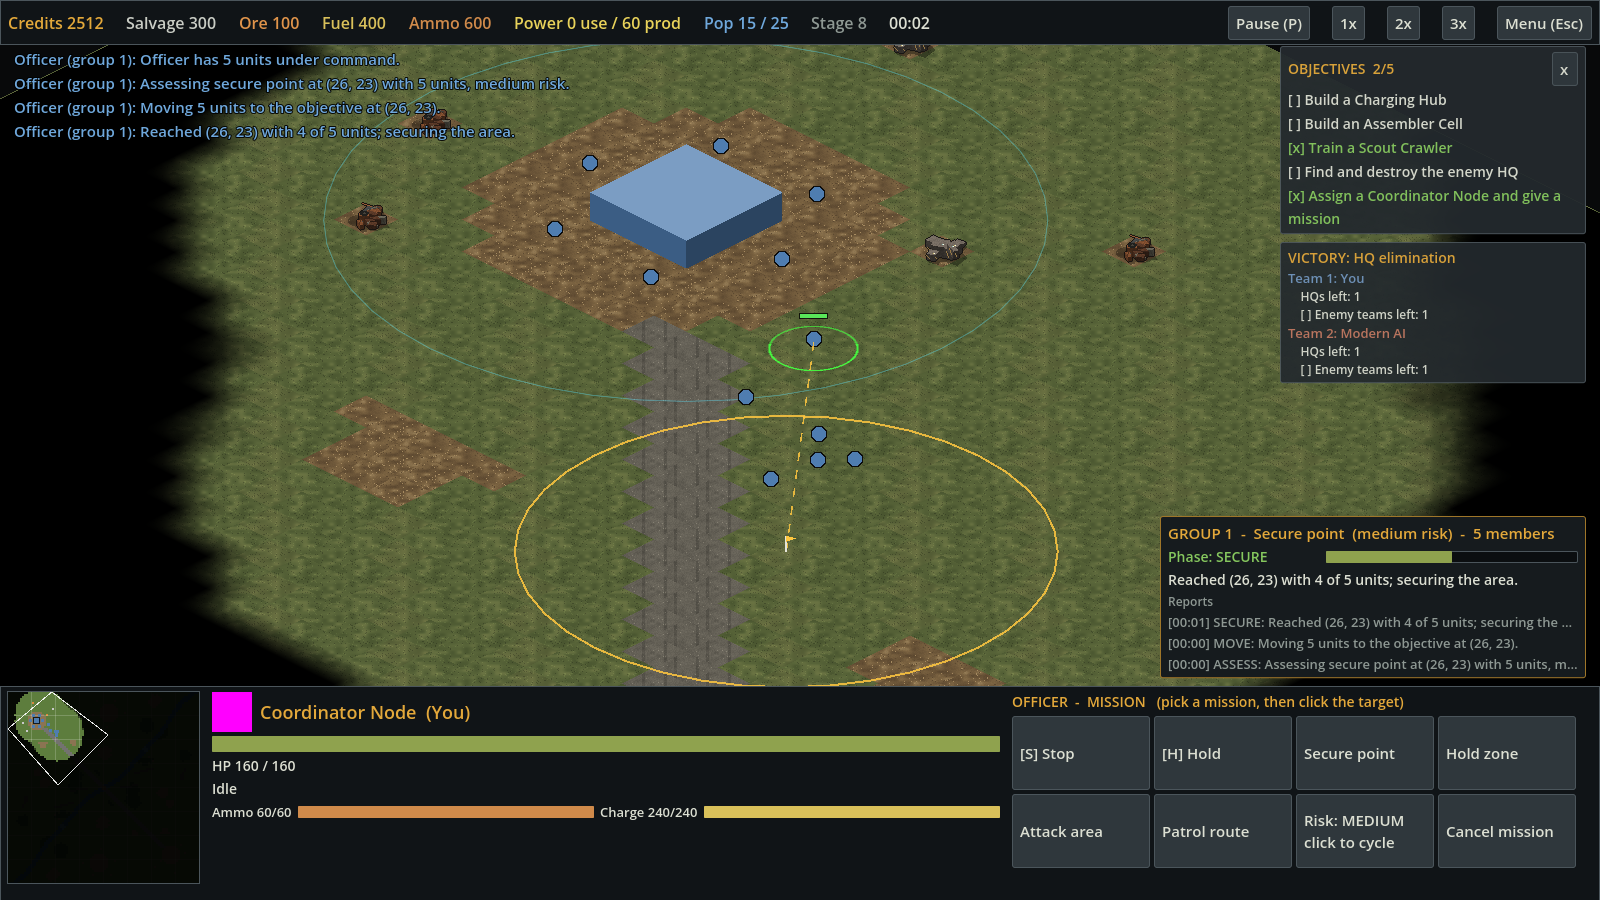 Credits 2512 Salvage 300 Ore 100 Fuel 400 Ammo 600 Power 0 use / 60 prod Pop 15 / 25 Stage 8 00:02 Pause (P) 1x 2x 3x Menu (Esc)
Officer (group 1): Officer has 5 units under command.
Officer (group 1): Assessing secure point at (26, 23) with 5 units, medium risk.
Officer (group 1): Moving 5 units to the objective at (26, 23).
Officer (group 1): Reached (26, 23) with 4 of 5 units; securing the area.
OBJECTIVES 2/5 x
[ ] Build a Charging Hub
[ ] Build an Assembler Cell
[x] Train a Scout Crawler
[ ] Find and destroy the enemy HQ
[x] Assign a Coordinator Node and give a
mission
VICTORY: HQ elimination
Team 1: You
HQs left: 1
[ ] Enemy teams left: 1
Team 2: Modern AI
HQs left: 1
[ ] Enemy teams left: 1
GROUP 1 - Secure point (medium risk) - 5 members
Phase: SECURE
Reached (26, 23) with 4 of 5 units; securing the area.
Reports
[00:01] SECURE: Reached (26, 23) with 4 of 5 units; securing the ...
[00:00] MOVE: Moving 5 units to the objective at (26, 23).
[00:00] ASSESS: Assessing secure point at (26, 23) with 5 units, m...
Coordinator Node (You)
HP 160 / 160
Idle
Ammo 60/60 Charge 240/240
OFFICER - MISSION (pick a mission, then click the target)
[S] Stop [H] Hold Secure point Hold zone
Attack area Patrol route Risk: MEDIUM
click to cycle Cancel mission